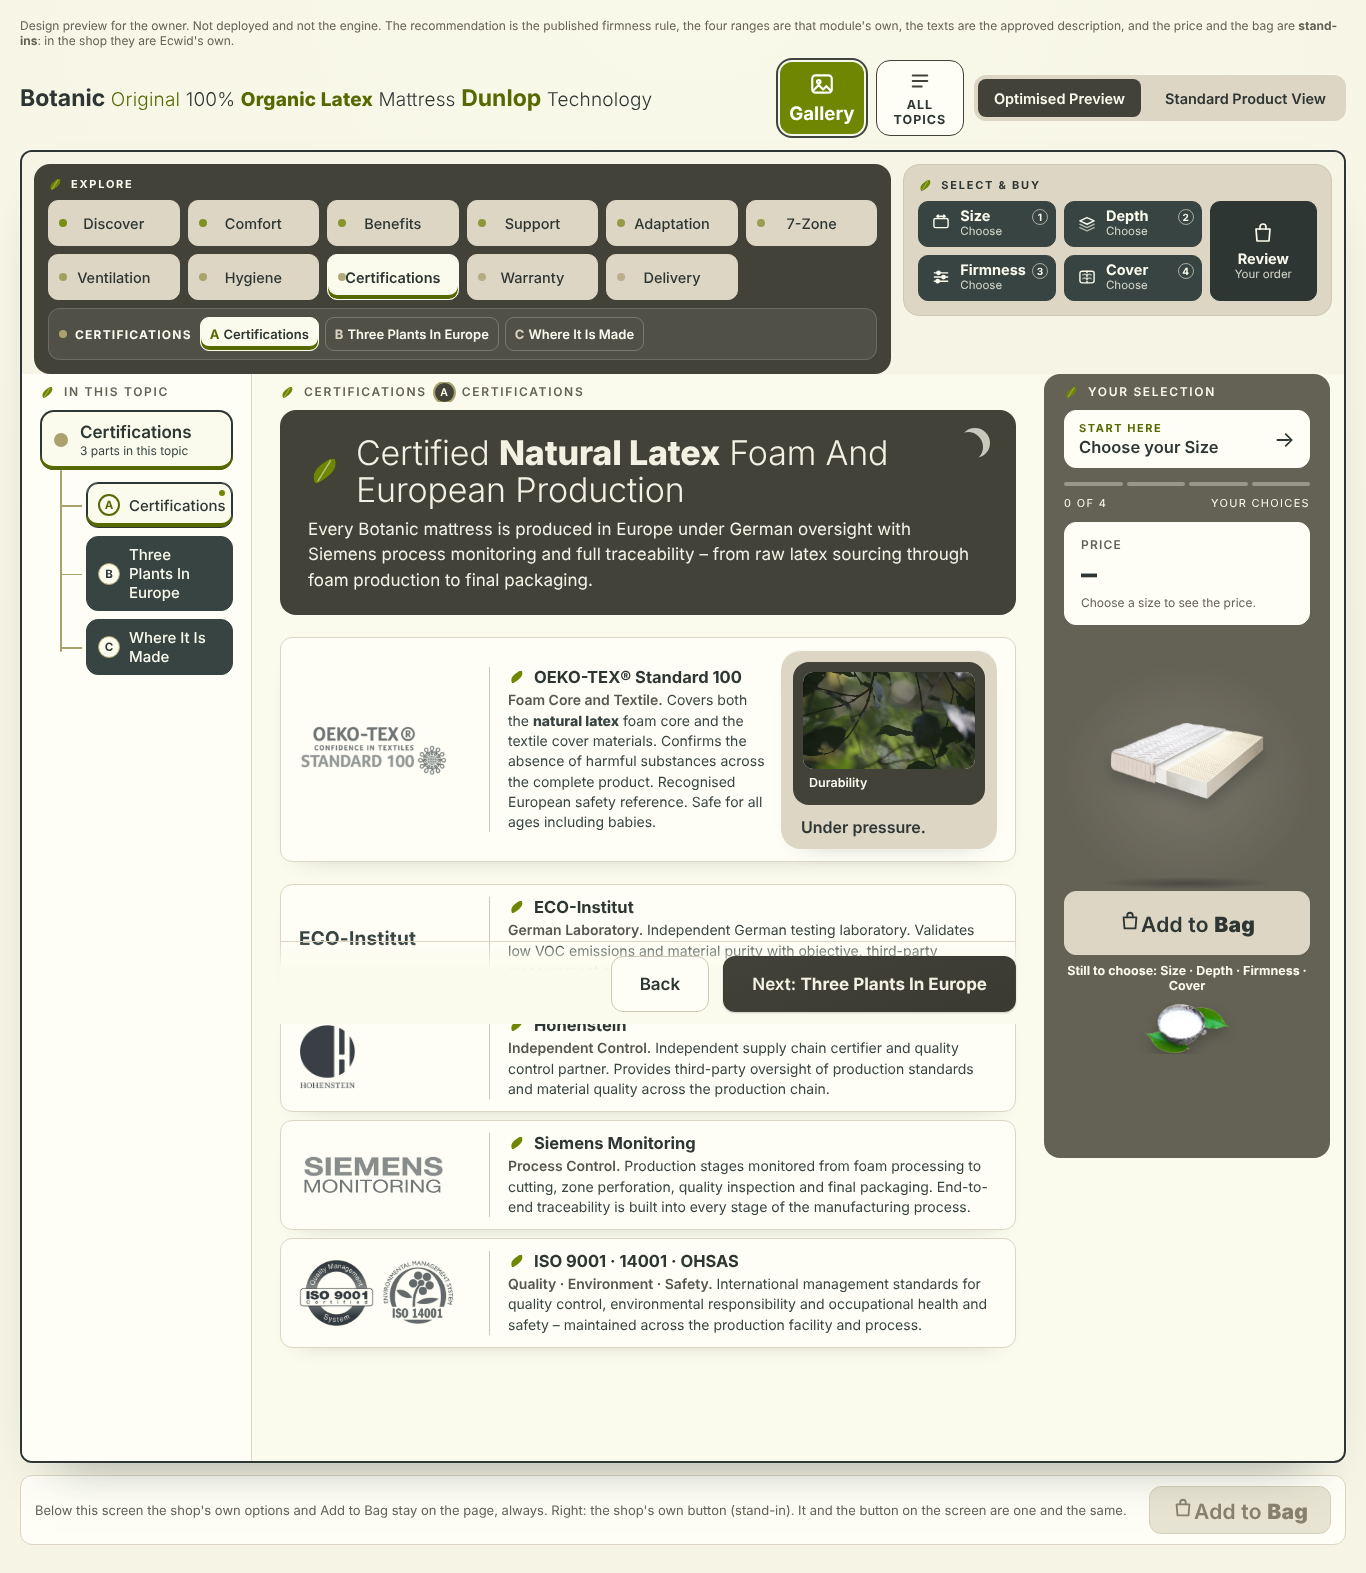 Design preview for the owner. Not deployed and not the engine. The recommendation is the published firmness rule, the four ranges are that module's own, the texts are the approved description, and the price and the bag are stand-
ins: in the shop they are Ecwid's own.
Botanic Original 100% Organic Latex Mattress Dunlop Technology
Gallery
ALL
TOPICS
Optimised Preview
Standard Product View
EXPLORE
Discover
Comfort
Benefits
Support
Adaptation
7-Zone
Ventilation
Hygiene
Certifications
Warranty
Delivery
CERTIFICATIONS
A Certifications
B Three Plants In Europe
C Where It Is Made
SELECT & BUY
Size
Choose
1
Depth
Choose
2
Firmness
Choose
3
Cover
Choose
4
Review
Your order
IN THIS TOPIC
Certifications
3 parts in this topic
A Certifications
B Three
Plants In
Europe
C Where It Is
Made
CERTIFICATIONS A CERTIFICATIONS
Certified Natural Latex Foam And
European Production
Every Botanic mattress is produced in Europe under German oversight with
Siemens process monitoring and full traceability – from raw latex sourcing through
foam production to final packaging.
OEKO-TEX®
CONFIDENCE IN TEXTILES
STANDARD 100
OEKO-TEX® Standard 100
Foam Core and Textile. Covers both
the natural latex foam core and the
textile cover materials. Confirms the
absence of harmful substances across
the complete product. Recognised
European safety reference. Safe for all
ages including babies.
Durability
Under pressure.
ECO-Institut
ECO-Institut
German Laboratory. Independent German testing laboratory. Validates
low VOC emissions and material purity with objective, third-party
Back
Next: Three Plants In Europe
HOHENSTEIN
Hohenstein
Independent Control. Independent supply chain certifier and quality
control partner. Provides third-party oversight of production standards
and material quality across the production chain.
SIEMENS
MONITORING
Siemens Monitoring
Process Control. Production stages monitored from foam processing to
cutting, zone perforation, quality inspection and final packaging. End-to-
end traceability is built into every stage of the manufacturing process.
Quality Management
ISO 9001
Certified
System
ENVIRONMENTAL MANAGEMENT SYSTEM
ISO 14001
ISO 9001 · 14001 · OHSAS
Quality · Environment · Safety. International management standards for
quality control, environmental responsibility and occupational health and
safety – maintained across the production facility and process.
YOUR SELECTION
START HERE
Choose your Size
0 OF 4
YOUR CHOICES
PRICE
–
Choose a size to see the price.
Add to Bag
Still to choose: Size · Depth · Firmness ·
Cover
Below this screen the shop's own options and Add to Bag stay on the page, always. Right: the shop's own button (stand-in). It and the button on the screen are one and the same.
Add to Bag